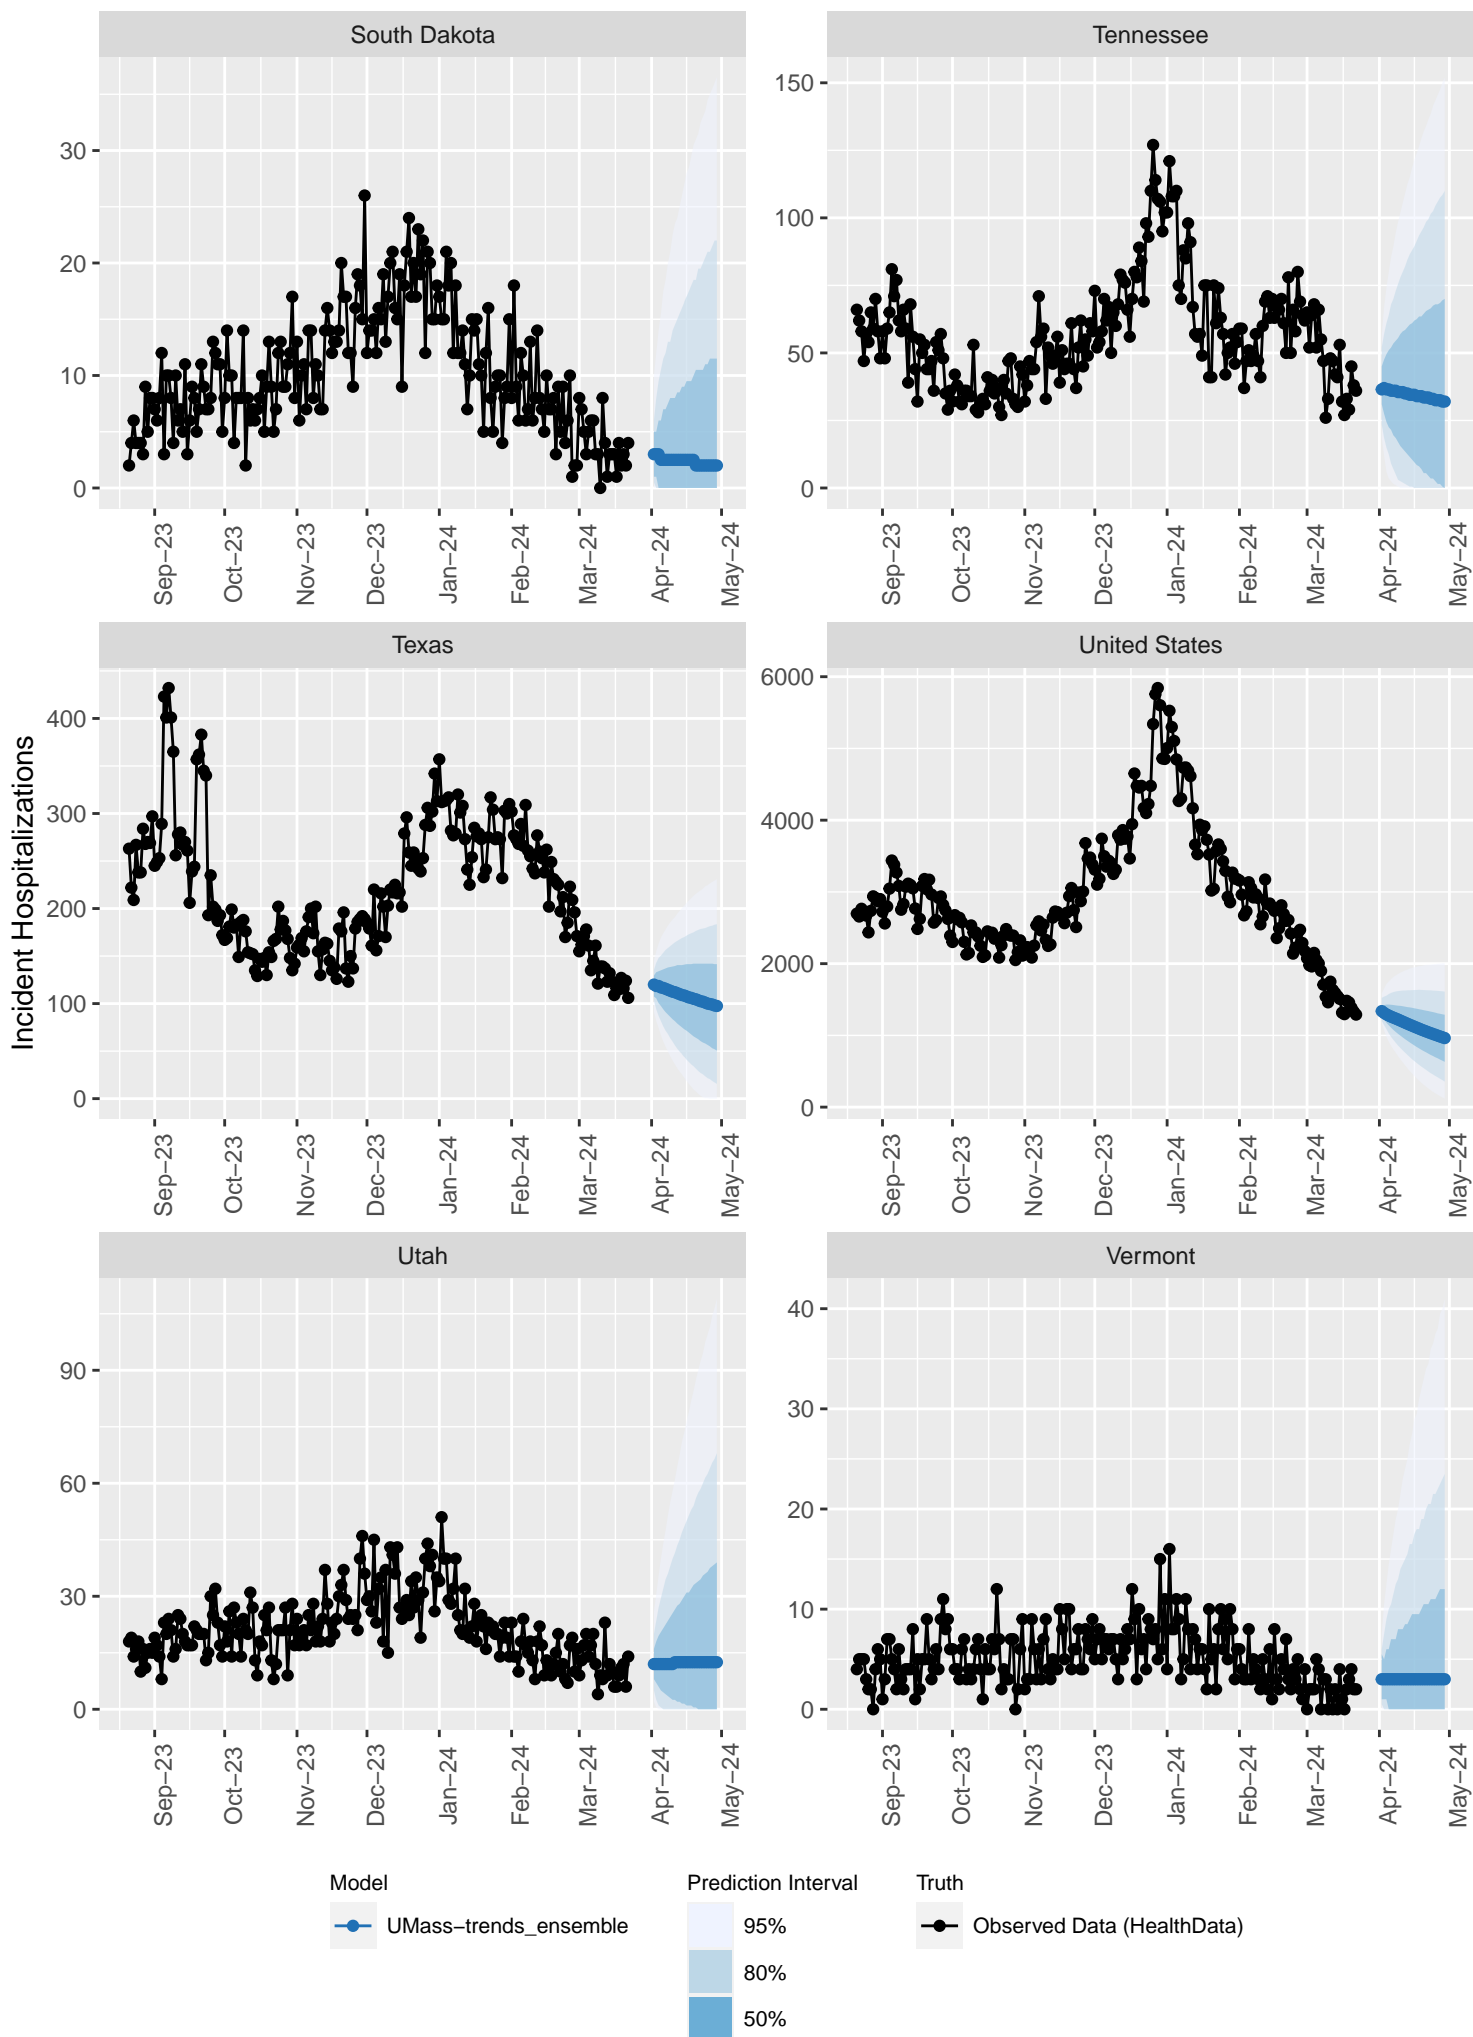 South Dakota
Tennessee
30
20
10
0
150
100
50
0
Sep−23
Oct−23
Nov−23
Dec−23
Jan−24
Feb−24
Mar−24
Apr−24
May−24
Sep−23
Oct−23
Nov−23
Dec−23
Jan−24
Feb−24
Mar−24
Apr−24
May−24
Texas
United States
Incident Hospitalizations
400
300
200
100
0
6000
4000
2000
0
Sep−23
Oct−23
Nov−23
Dec−23
Jan−24
Feb−24
Mar−24
Apr−24
May−24
Sep−23
Oct−23
Nov−23
Dec−23
Jan−24
Feb−24
Mar−24
Apr−24
May−24
Utah
Vermont
90
60
30
0
40
30
20
10
0
Sep−23
Oct−23
Nov−23
Dec−23
Jan−24
Feb−24
Mar−24
Apr−24
May−24
Sep−23
Oct−23
Nov−23
Dec−23
Jan−24
Feb−24
Mar−24
Apr−24
May−24
Model
UMass−trends_ensemble
Prediction Interval
95%
80%
50%
Truth
Observed Data (HealthData)